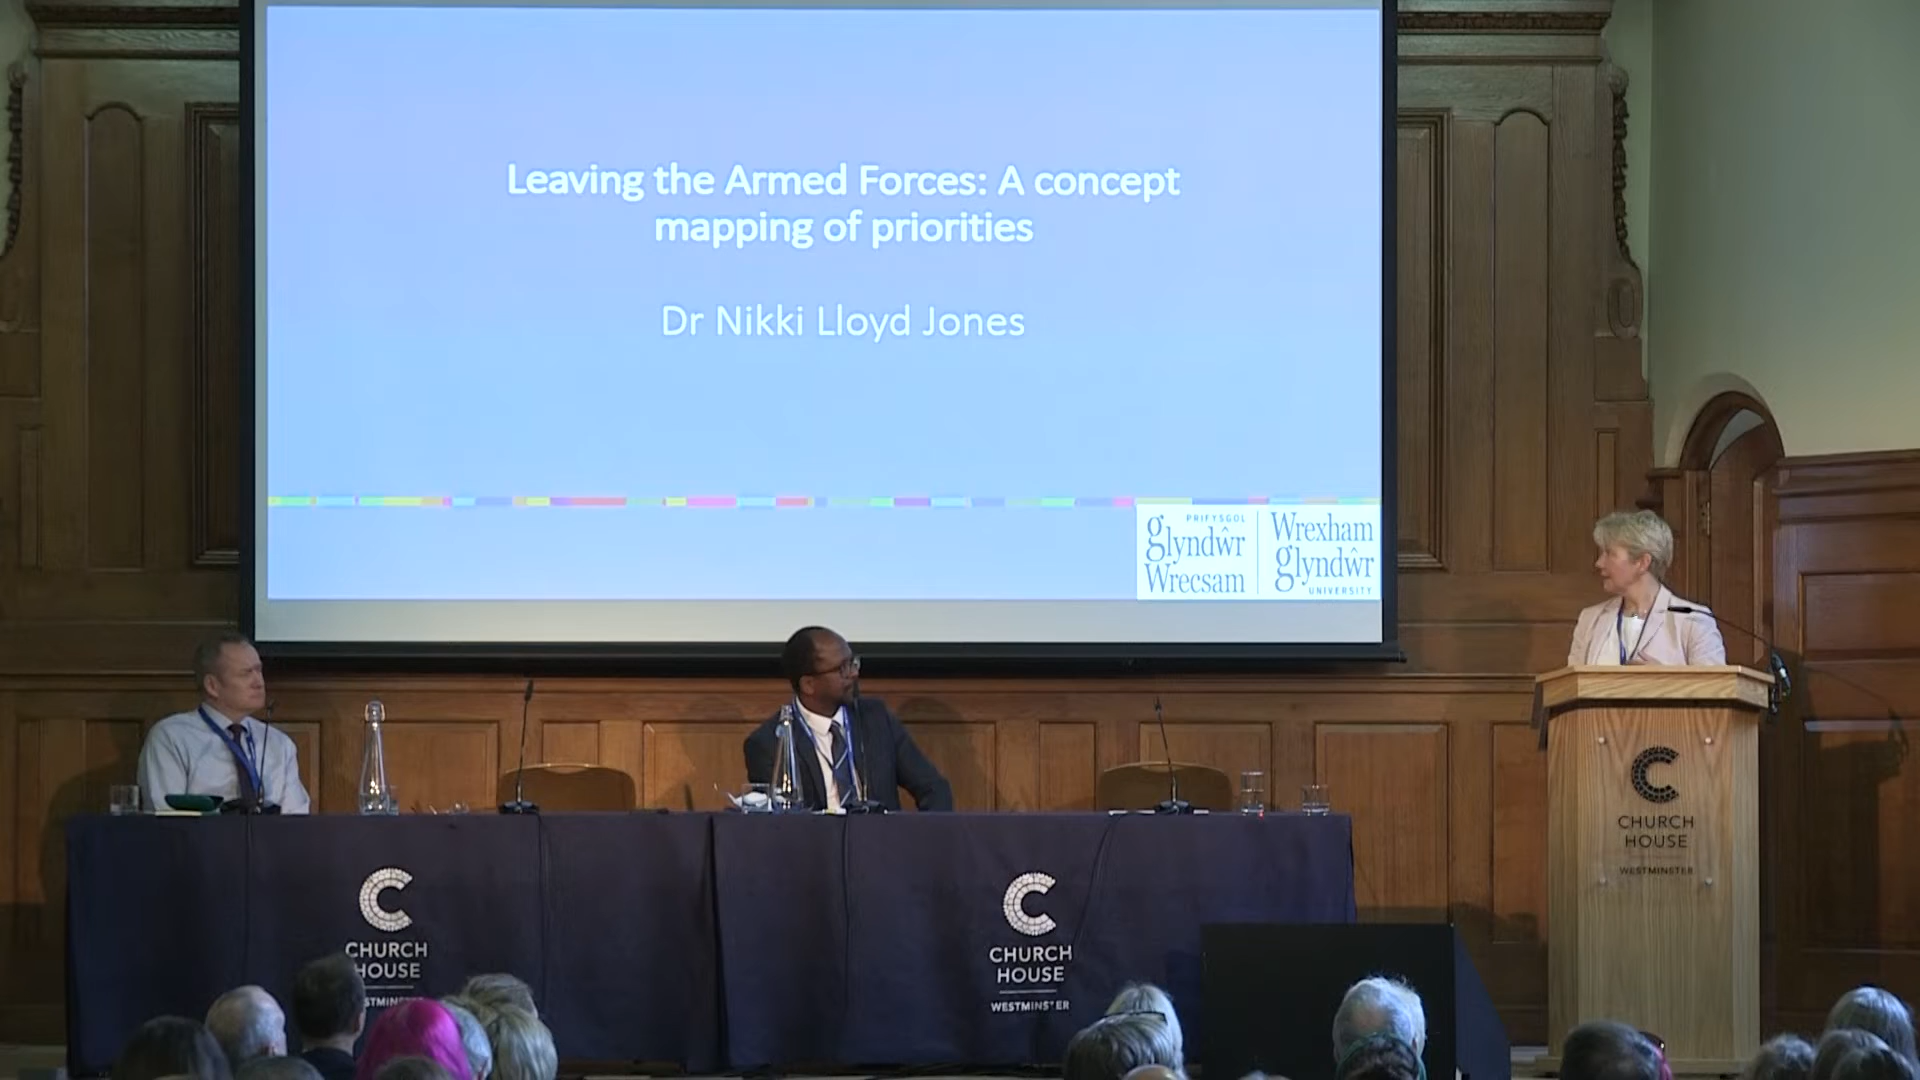 Leaving the Armed Forces: A concept
mapping of priorities
Dr Nikki Lloyd Jones
PRIFYSGOL
glyndŵr
Wrecsam
Wrexham
glyndŵr
UNIVERSITY
CHURCH
HOUSE
WESTMINSTER
CHURCH
HOUSE
WESTMINSTER
CHURCH
HOUSE
WESTMINSTER